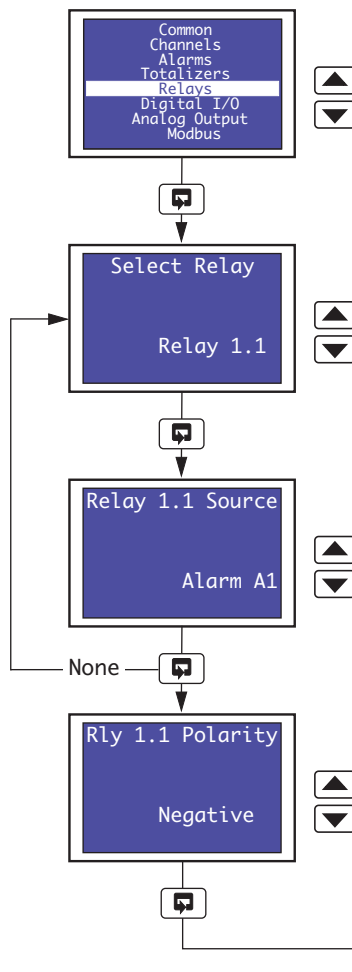 Common
Channels
Alarms
Totalizers
Relays
Digital I/O
Analog Output
Modbus
Select Relay
Relay 1.1
Relay 1.1 Source
Alarm A1
None
Rly 1.1 Polarity
Negative